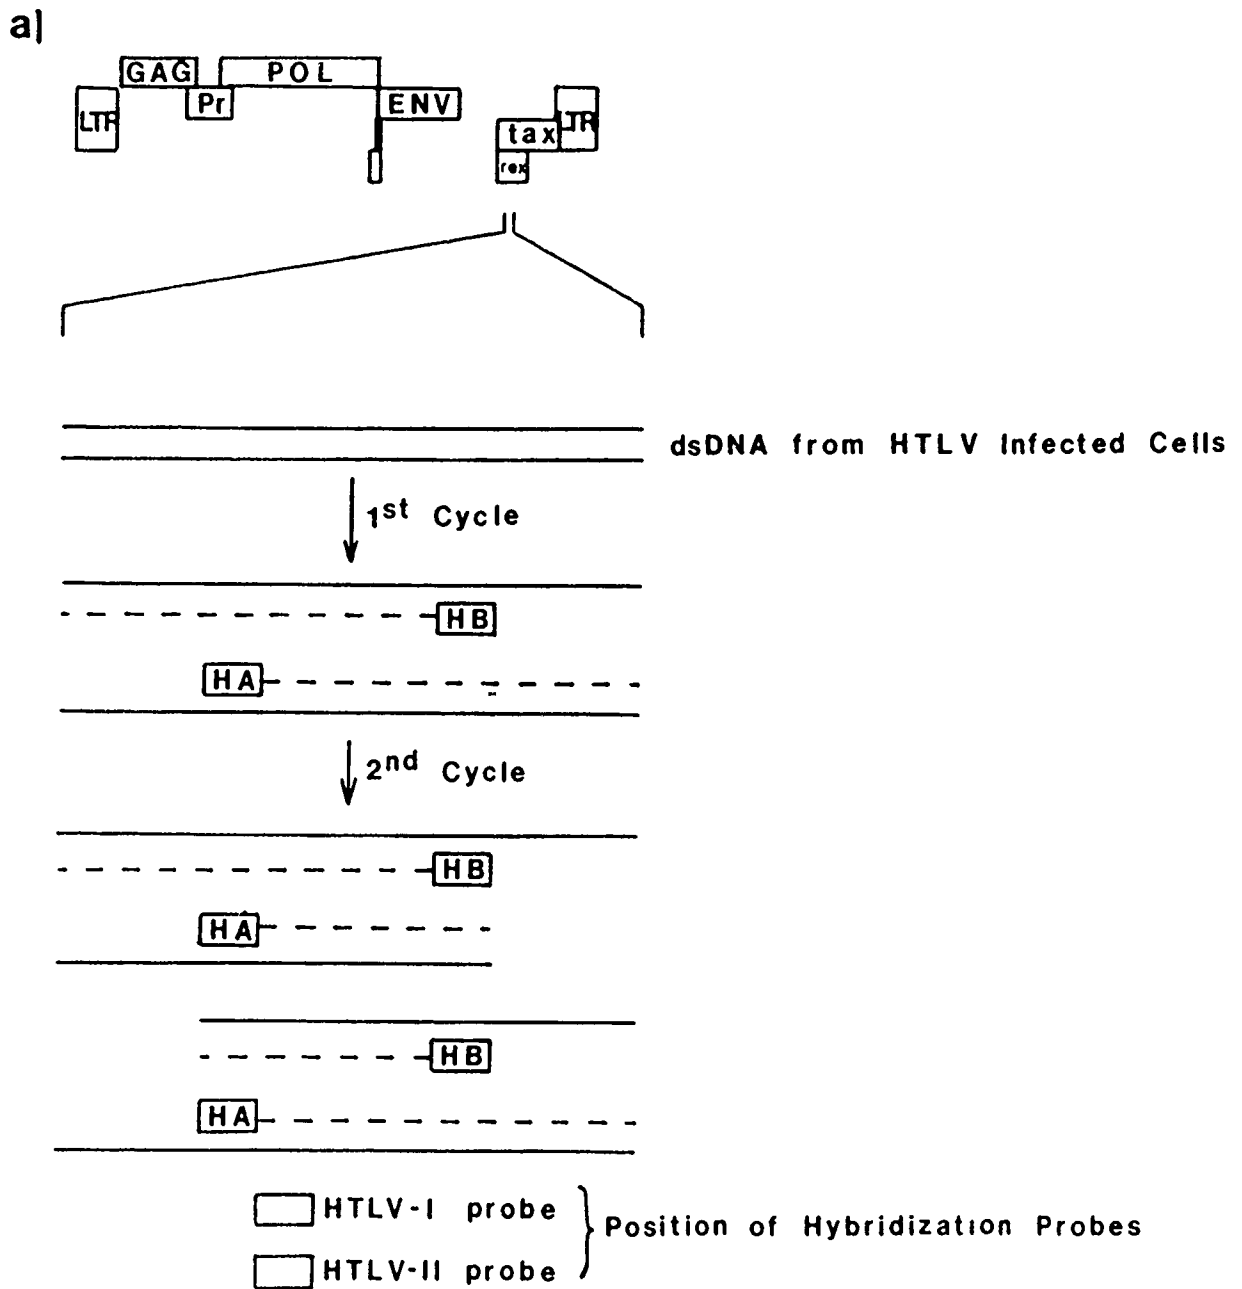 a)
GAG POL
LTR Pr ENV tax LTR
rex
dsDNA from HTLV Infected Cells
1st Cycle
HB
HA
2nd Cycle
HB
HA
HB
HA
HTLV-I probe
Position of Hybridization Probes
HTLV-II probe